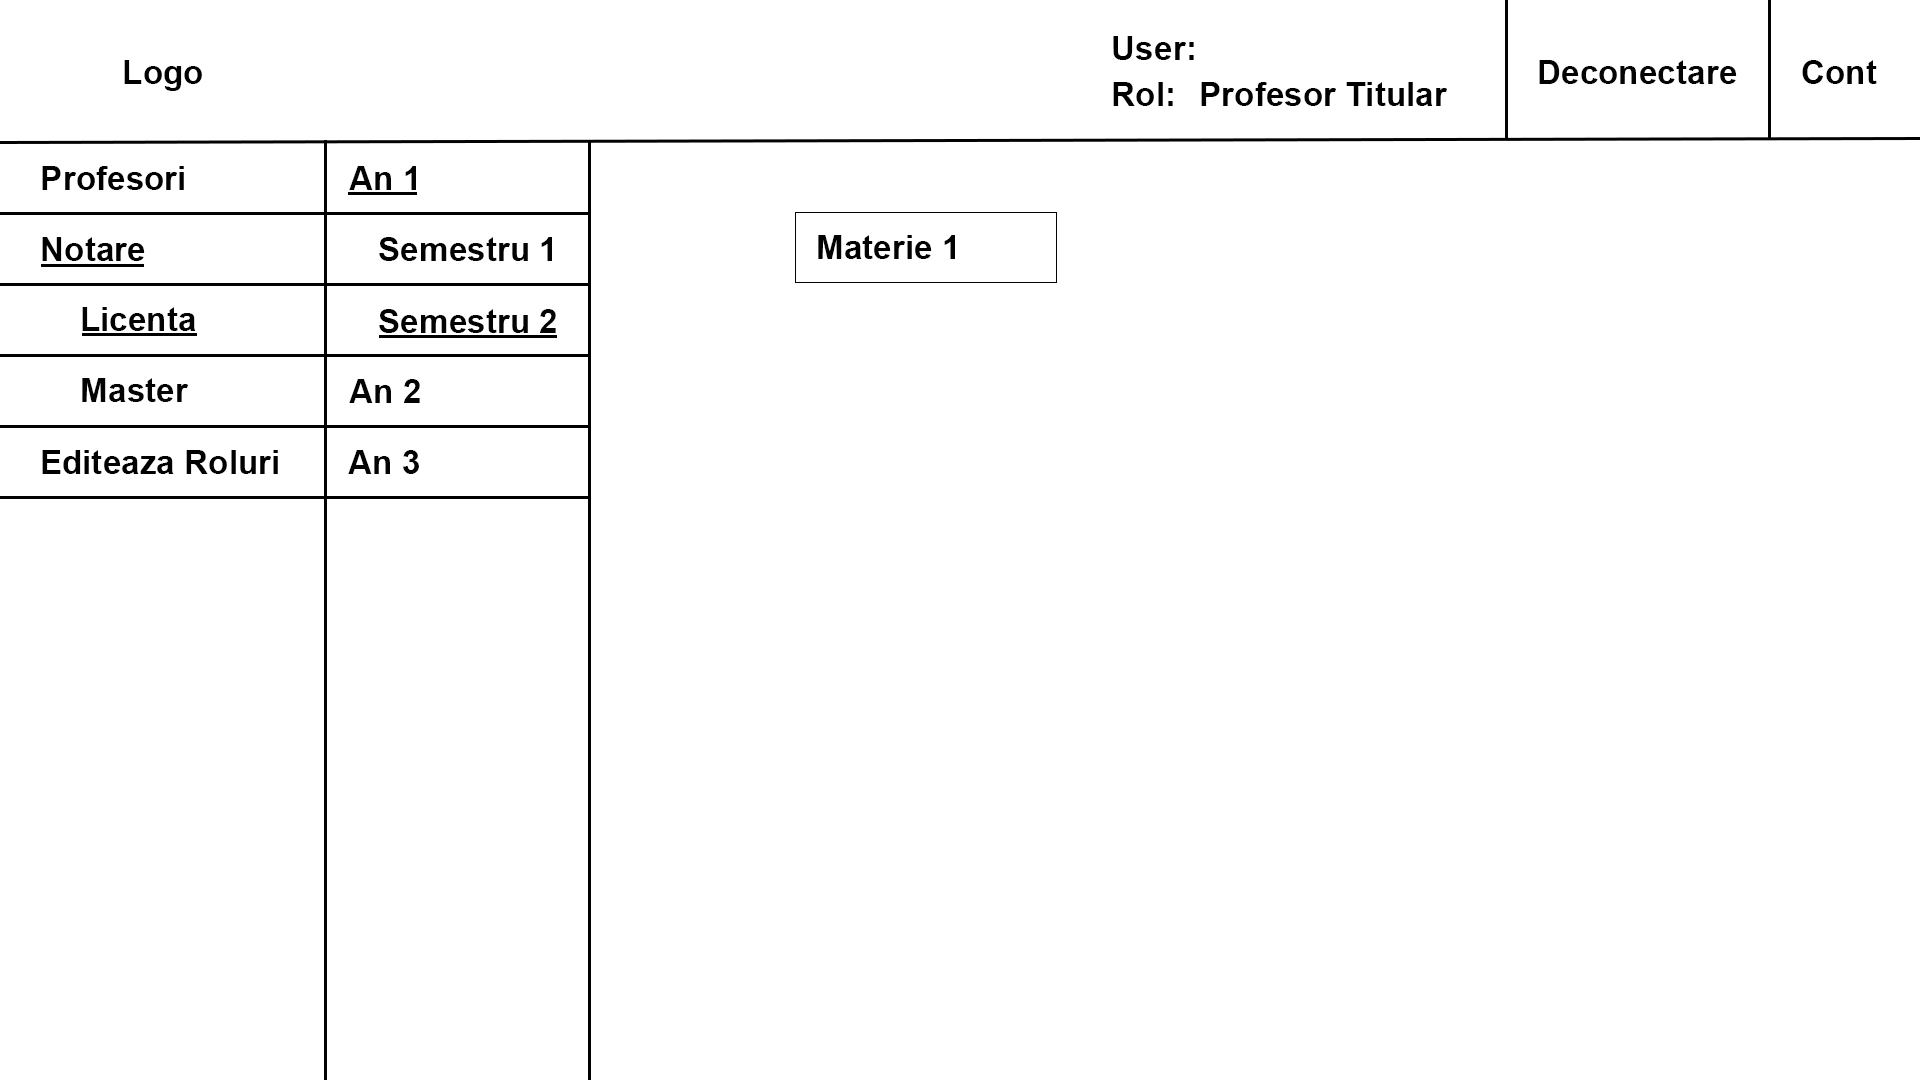 Logo
User:
Rol: Profesor Titular
Deconectare
Cont
Profesori
Notare
Licenta
Master
Editeaza Roluri
An 1
Semestru 1
Semestru 2
An 2
An 3
Materie 1